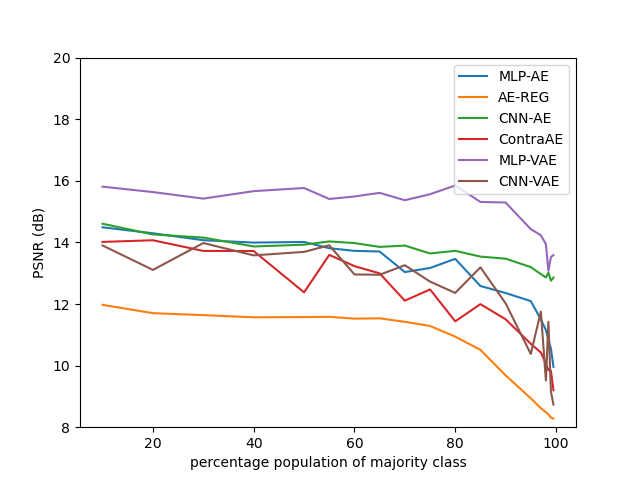 20
18
16
14
12
10
8
PSNR (dB)
MLP-AE
AE-REG
CNN-AE
ContraAE
MLP-VAE
CNN-VAE
20 40 60 80 100
percentage population of majority class